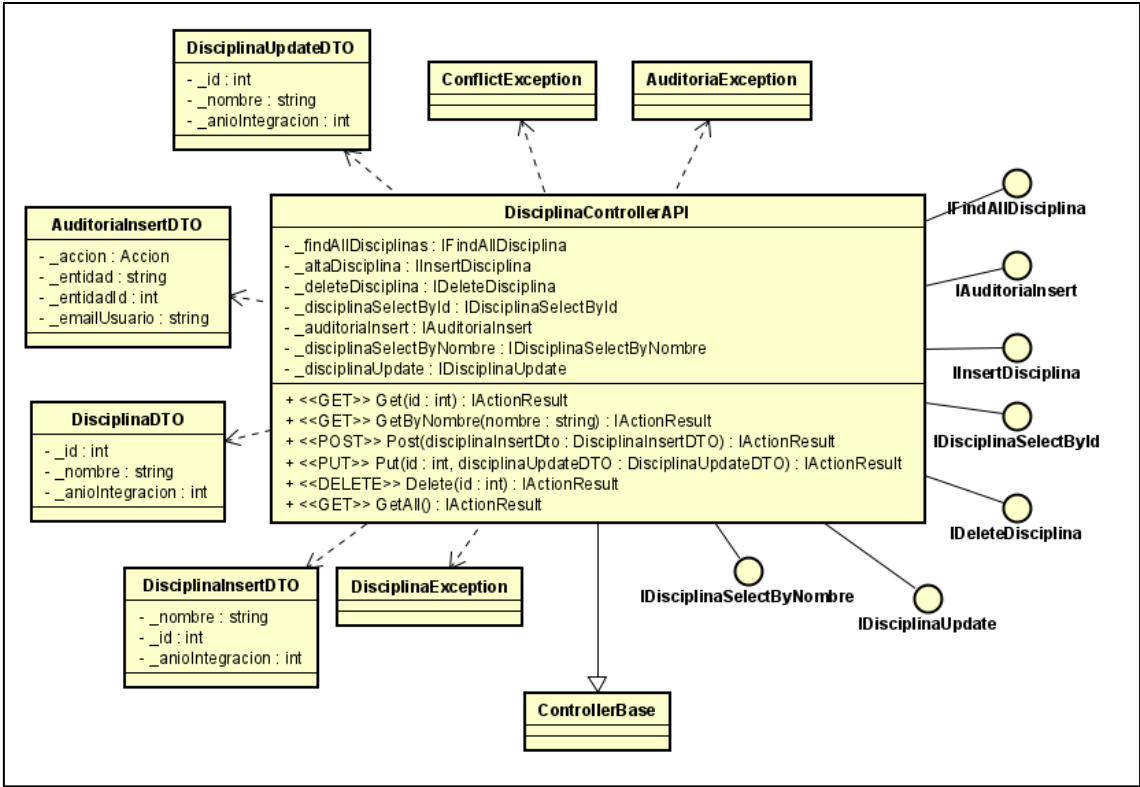 DisciplinaUpdateDTO
- _id : int
- _nombre : string
- _anioIntegracion : int
ConflictException
AuditoriaException
AuditoriaInsertDTO
- _accion : Accion
- _entidad : string
- _entidadId : int
- _emailUsuario : string
DisciplinaControllerAPI
- _findAllDisciplinas : IFindAllDisciplina
- _altaDisciplina : IInsertDisciplina
- _deleteDisciplina : IDeleteDisciplina
- _disciplinaSelectById : IDisciplinaSelectById
- _auditoriaInsert : IAuditoriaInsert
- _disciplinaSelectByNombre : IDisciplinaSelectByNombre
- _disciplinaUpdate : IDisciplinaUpdate
+ <<GET>> Get(id : int) : IActionResult
+ <<GET>> GetByNombre(nombre : string) : IActionResult
+ <<POST>> Post(disciplinaInsertDto : DisciplinaInsertDTO) : IActionResult
+ <<PUT>> Put(id : int, disciplinaUpdateDTO : DisciplinaUpdateDTO) : IActionResult
+ <<DELETE>> Delete(id : int) : IActionResult
+ <<GET>> GetAll() : IActionResult
IFindAllDisciplina
IAuditoriaInsert
IInsertDisciplina
IDisciplinaSelectById
IDeleteDisciplina
DisciplinaDTO
- _id : int
- _nombre : string
- _anioIntegracion : int
DisciplinaInsertDTO
- _nombre : string
- _id : int
- _anioIntegracion : int
DisciplinaException
IDisciplinaSelectByNombre
IDisciplinaUpdate
ControllerBase